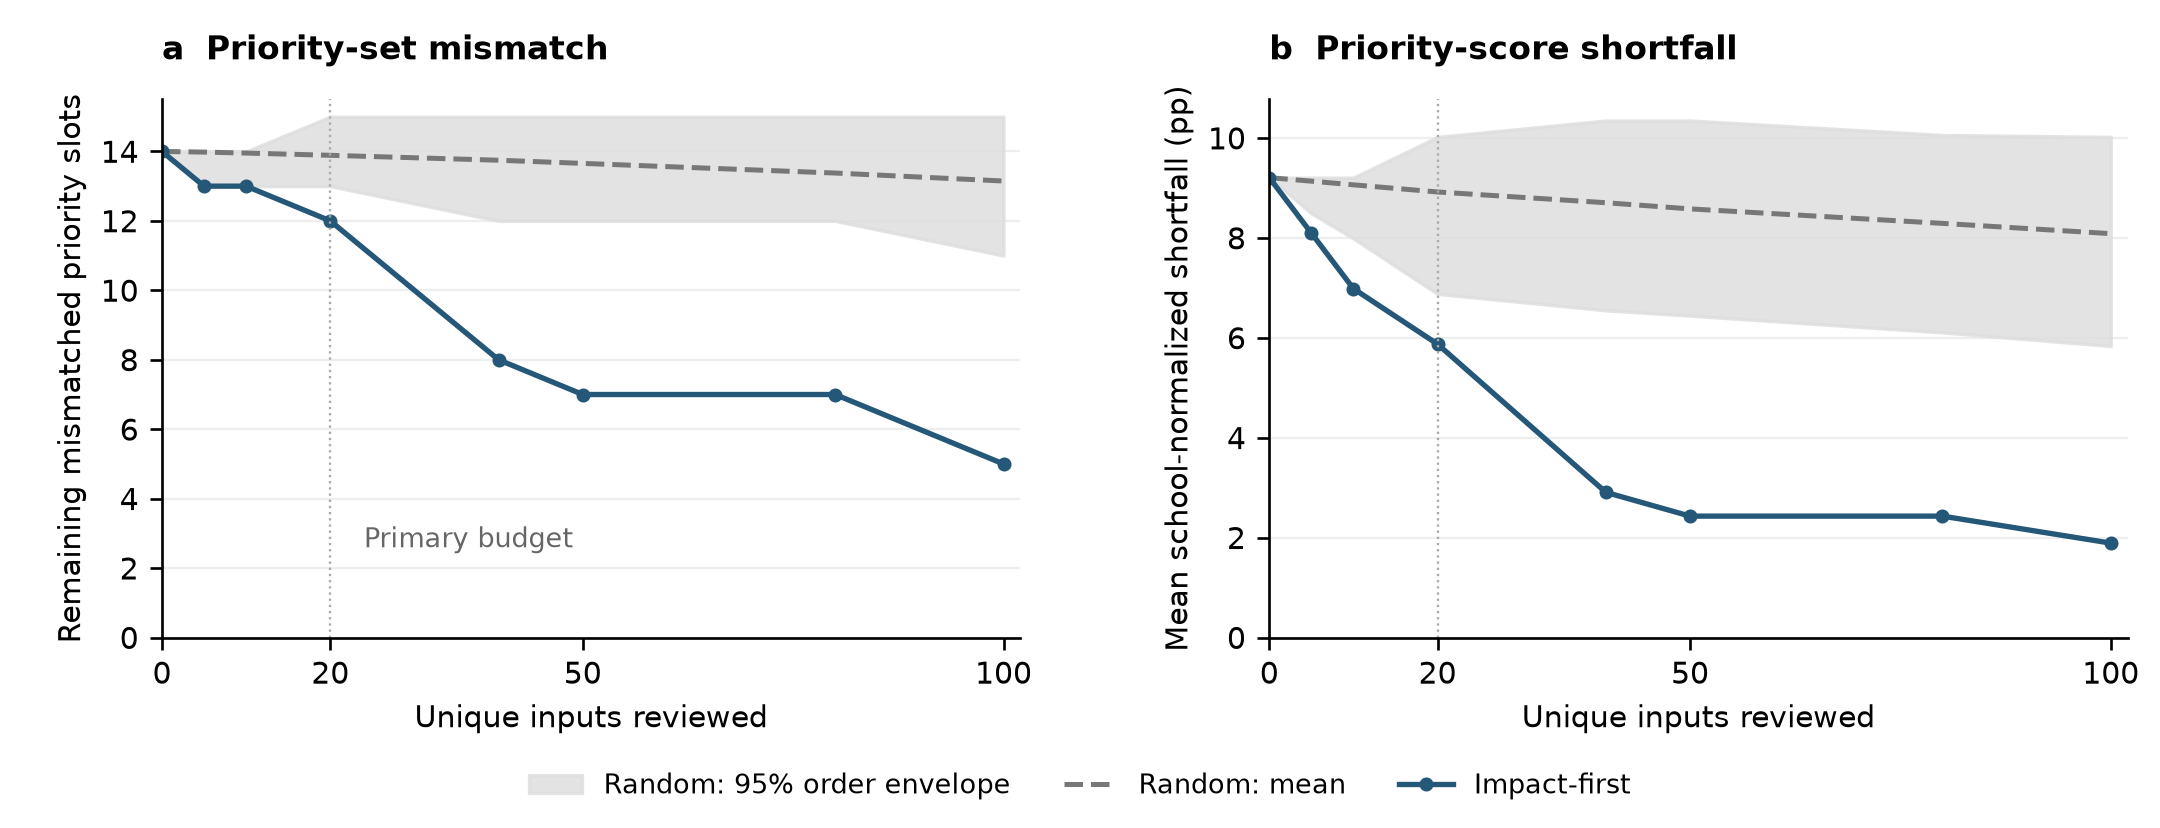 a Priority-set mismatch
Remaining mismatched priority slots
14
12
10
8
6
4
2
0
Primary budget
0 20 50 100
Unique inputs reviewed
b Priority-score shortfall
Mean school-normalized shortfall (pp)
10
8
6
4
2
0
0 20 50 100
Unique inputs reviewed
Random: 95% order envelope Random: mean Impact-first